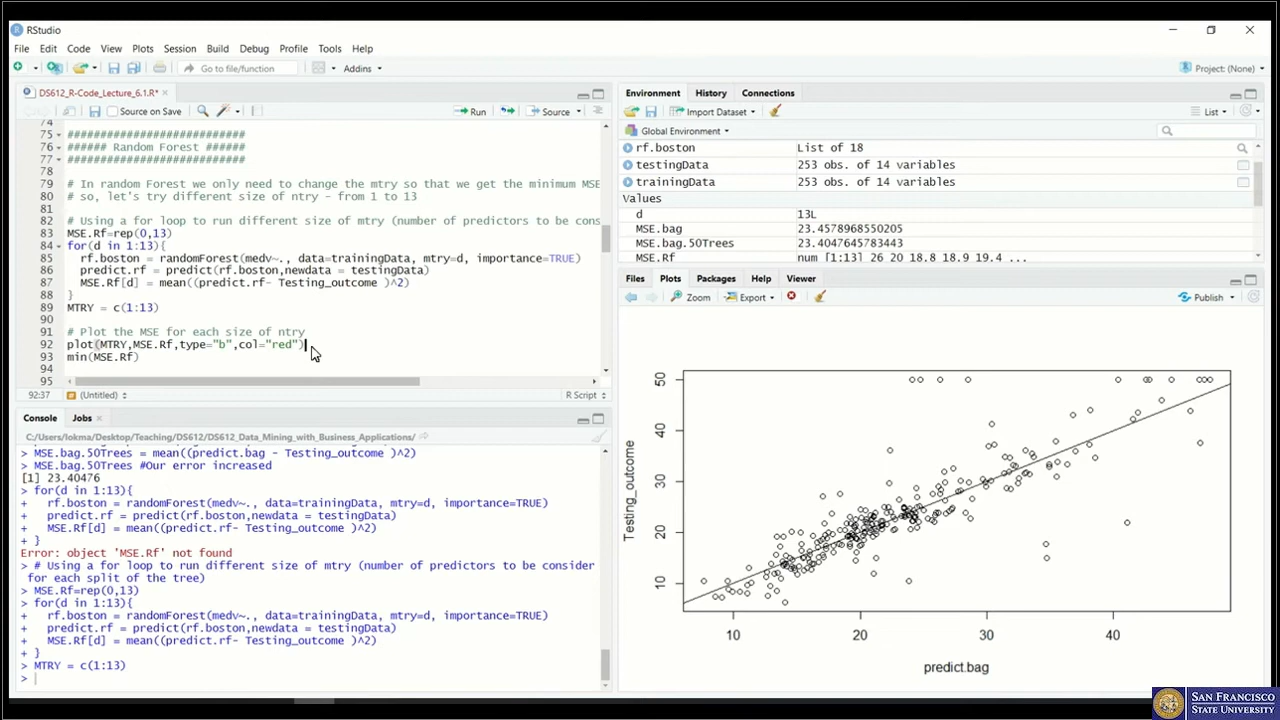 RStudio
File Edit Code View Plots Session Build Debug Profile Tools Help
Go to file/function Addins Project: (None)
DS612_R-Code_Lecture_6.1.R*
Source on Save Run Source
74
75 ###########################
76 ###### Random Forest ######
77 ###########################
78
79 # In random Forest we only need to change the mtry so that we get the minimum MSE
80 # so, let's try different size of ntry - from 1 to 13
81
82 # Using a for loop to run different size of mtry (number of predictors to be cons
83 MSE.Rf=rep(0,13)
84 for(d in 1:13){
85 rf.boston = randomForest(medv~., data=trainingData, mtry=d, importance=TRUE)
86 predict.rf = predict(rf.boston,newdata = testingData)
87 MSE.Rf[d] = mean((predict.rf- Testing_outcome )^2)
88 }
89 MTRY = c(1:13)
90
91 # Plot the MSE for each size of ntry
92 plot(MTRY,MSE.Rf,type="b",col="red")
93 min(MSE.Rf)
94
95
92:37 (Untitled) R Script
Console Jobs
C:/Users/lokma/Desktop/Teaching/DS612/DS612_Data_Mining_with_Business_Applications/
> MSE.bag.50Trees = mean((predict.bag - Testing_outcome )^2)
> MSE.bag.50Trees #Our error increased
[1] 23.40476
> for(d in 1:13){
+ rf.boston = randomForest(medv~., data=trainingData, mtry=d, importance=TRUE)
+ predict.rf = predict(rf.boston,newdata = testingData)
+ MSE.Rf[d] = mean((predict.rf- Testing_outcome )^2)
+ }
Error: object 'MSE.Rf' not found
> # Using a for loop to run different size of mtry (number of predictors to be consider
for each split of the tree)
> MSE.Rf=rep(0,13)
> for(d in 1:13){
+ rf.boston = randomForest(medv~., data=trainingData, mtry=d, importance=TRUE)
+ predict.rf = predict(rf.boston,newdata = testingData)
+ MSE.Rf[d] = mean((predict.rf- Testing_outcome )^2)
+ }
> MTRY = c(1:13)
>
Environment History Connections
Import Dataset List
Global Environment
rf.boston List of 18
testingData 253 obs. of 14 variables
trainingData 253 obs. of 14 variables
Values
d 13L
MSE.bag 23.4578968550205
MSE.bag.50Trees 23.4047645783443
MSE.Rf num [1:13] 26 20 18.8 18.9 19.4 ...
Files Plots Packages Help Viewer
Zoom Export Publish
Testing_outcome
50
40
30
20
10
10 20 30 40
predict.bag
SAN FRANCISCO
STATE UNIVERSITY